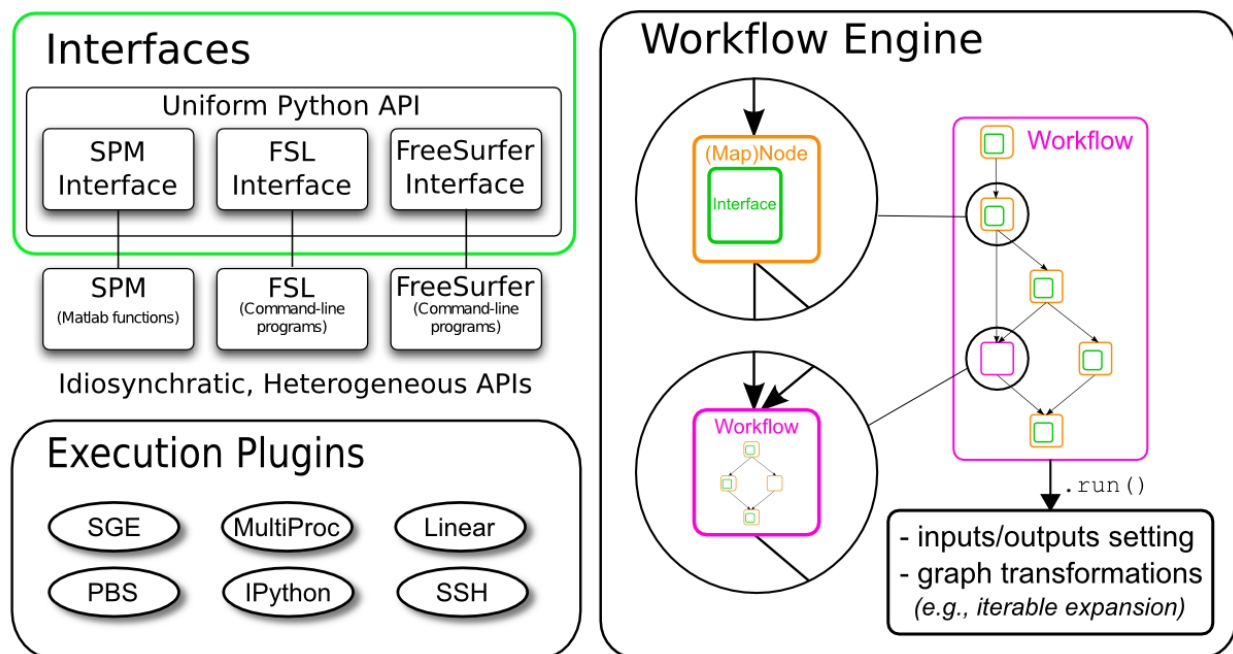 Interfaces
Uniform Python API
SPM
Interface
FSL
Interface
FreeSurfer
Interface
SPM
(Matlab functions)
FSL
(Command-line
programs)
FreeSurfer
(Command-line
programs)
Idiosynchratic, Heterogeneous APIs
Execution Plugins
SGE
MultiProc
Linear
PBS
IPython
SSH
Workflow Engine
(Map)Node
Interface
Workflow
Workflow
.run()
- inputs/outputs setting
- graph transformations
(e.g., iterable expansion)